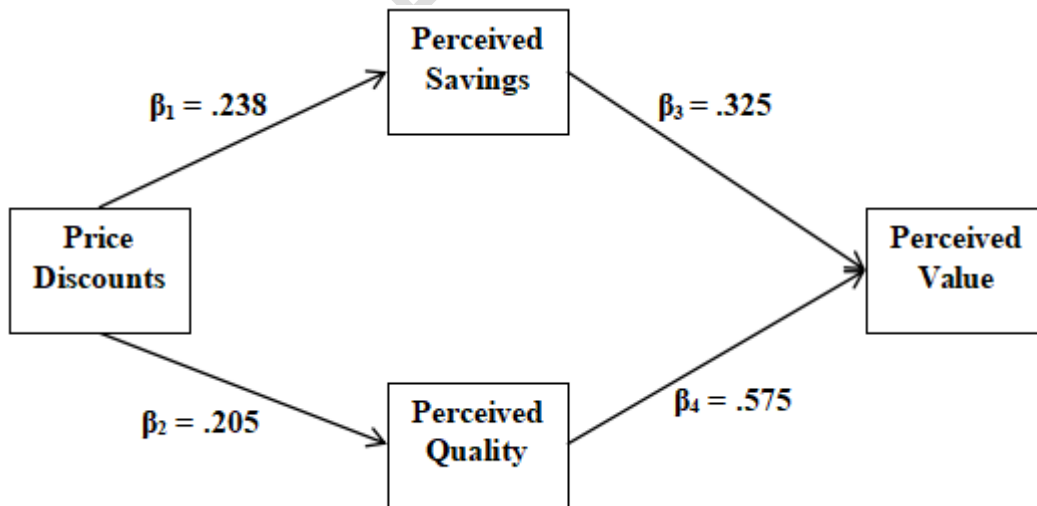 Perceived
Savings
β₁ = .238
β₃ = .325
Price
Discounts
Perceived
Value
β₂ = .205
β₄ = .575
Perceived
Quality